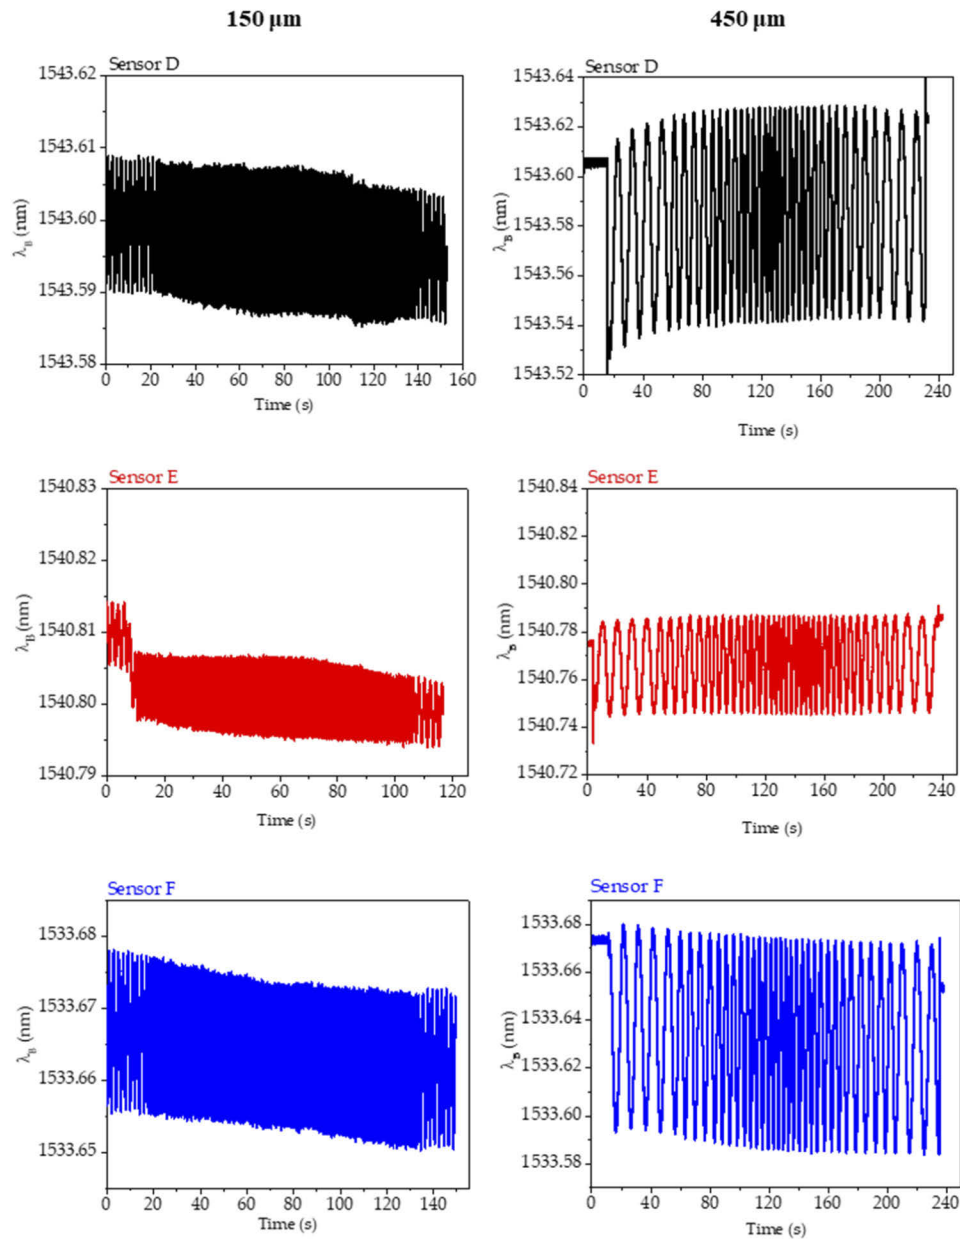 150 µm
450 µm
Sensor D
1543.62
1543.61
1543.60
1543.59
1543.58
λB (nm)
0 20 40 60 80 100 120 140 160
Time (s)
Sensor D
1543.64
1543.62
1543.60
1543.58
1543.56
1543.54
1543.52
λB (nm)
0 40 80 120 160 200 240
Time (s)
Sensor E
1540.83
1540.82
1540.81
1540.80
1540.79
λB (nm)
0 20 40 60 80 100 120
Time (s)
Sensor E
1540.84
1540.82
1540.80
1540.78
1540.76
1540.74
1540.72
λB (nm)
0 40 80 120 160 200 240
Time (s)
Sensor F
1533.68
1533.67
1533.66
1533.65
λB (nm)
0 20 40 60 80 100 120 140
Time (s)
Sensor F
1533.68
1533.66
1533.64
1533.62
1533.60
1533.58
λB (nm)
0 40 80 120 160 200 240
Time (s)